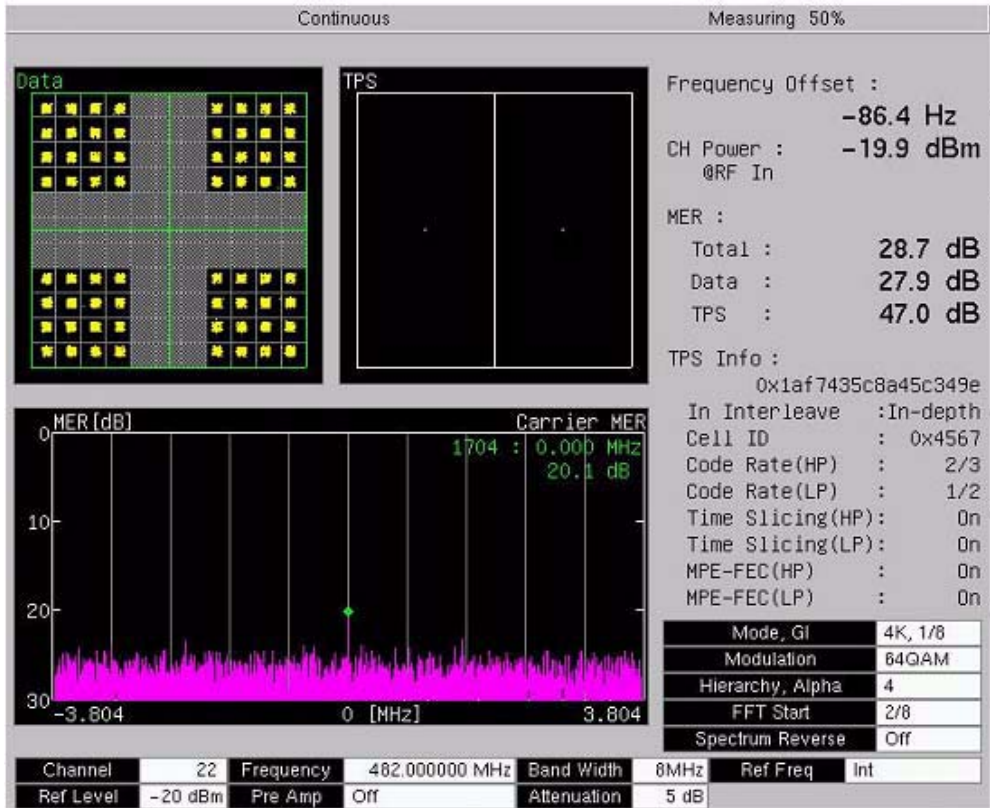 Continuous Measuring 50%
Data
TPS
Frequency Offset :
-86.4 Hz
CH Power : -19.9 dBm
@RF In
MER :
Total : 28.7 dB
Data : 27.9 dB
TPS : 47.0 dB
TPS Info :
0x1af7435c8a45c349e
In Interleave :In-depth
Cell ID : 0x4567
Code Rate(HP) : 2/3
Code Rate(LP) : 1/2
Time Slicing(HP): On
Time Slicing(LP): On
MPE-FEC(HP) : On
MPE-FEC(LP) : On
MER[dB] Carrier MER
1704 : 0.000 MHz
20.1 dB
0
10
20
30
-3.804 0 [MHz] 3.804
Mode, GI 4K, 1/8
Modulation 64QAM
Hierarchy, Alpha 4
FFT Start 2/8
Spectrum Reverse Off
Channel 22 Frequency 482.000000 MHz Band Width 8MHz Ref Freq Int
Ref Level -20 dBm Pre Amp Off Attenuation 5 dB